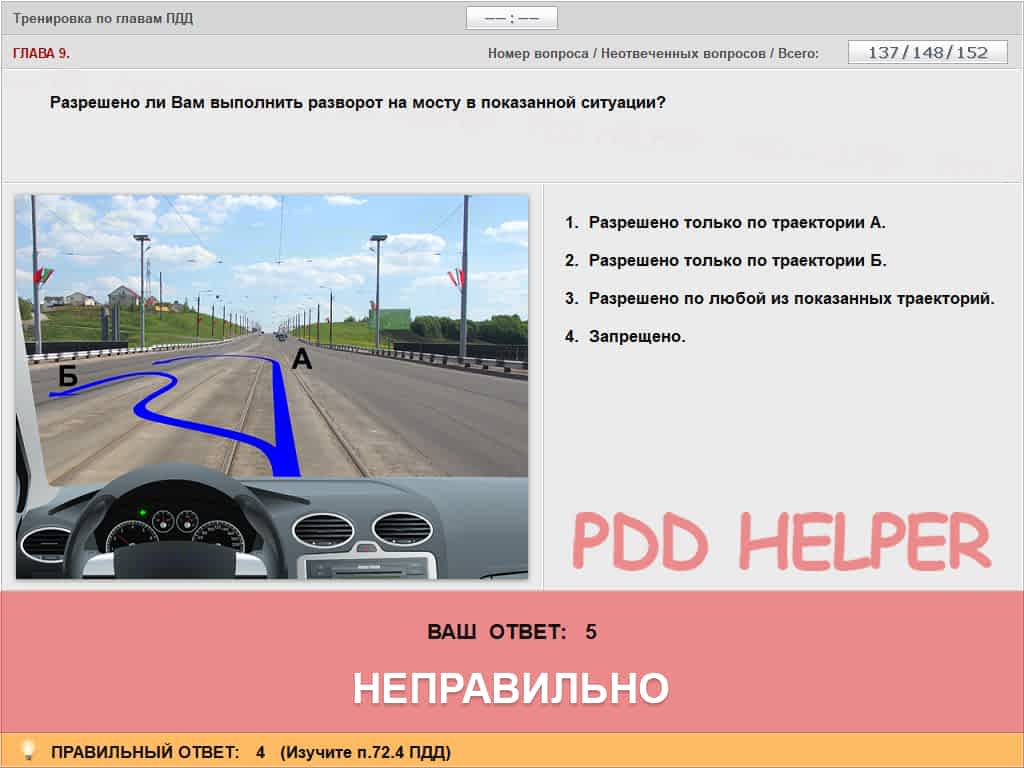 Тренировка по главам ПДД
—— : ——
ГЛАВА 9.
Номер вопроса / Неотвеченных вопросов / Всего:
137/148/152
Разрешено ли Вам выполнить разворот на мосту в показанной ситуации?
1. Разрешено только по траектории А.
2. Разрешено только по траектории Б.
3. Разрешено по любой из показанных траекторий.
4. Запрещено.
А
Б
PDD HELPER
ВАШ ОТВЕТ: 5
НЕПРАВИЛЬНО
ПРАВИЛЬНЫЙ ОТВЕТ: 4 (Изучите п.72.4 ПДД)